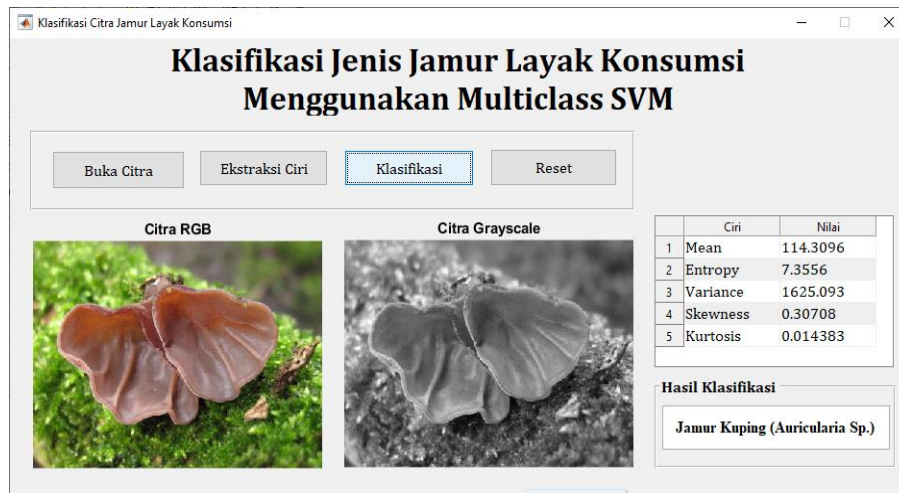 Klasifikasi Citra Jamur Layak Konsumsi
Klasifikasi Jenis Jamur Layak Konsumsi
Menggunakan Multiclass SVM
Buka Citra Ekstraksi Ciri Klasifikasi Reset
Citra RGB Citra Grayscale
Ciri Nilai
1 Mean 114.3096
2 Entropy 7.3556
3 Variance 1625.093
4 Skewness 0.30708
5 Kurtosis 0.014383
Hasil Klasifikasi
Jamur Kuping (Auricularia Sp.)